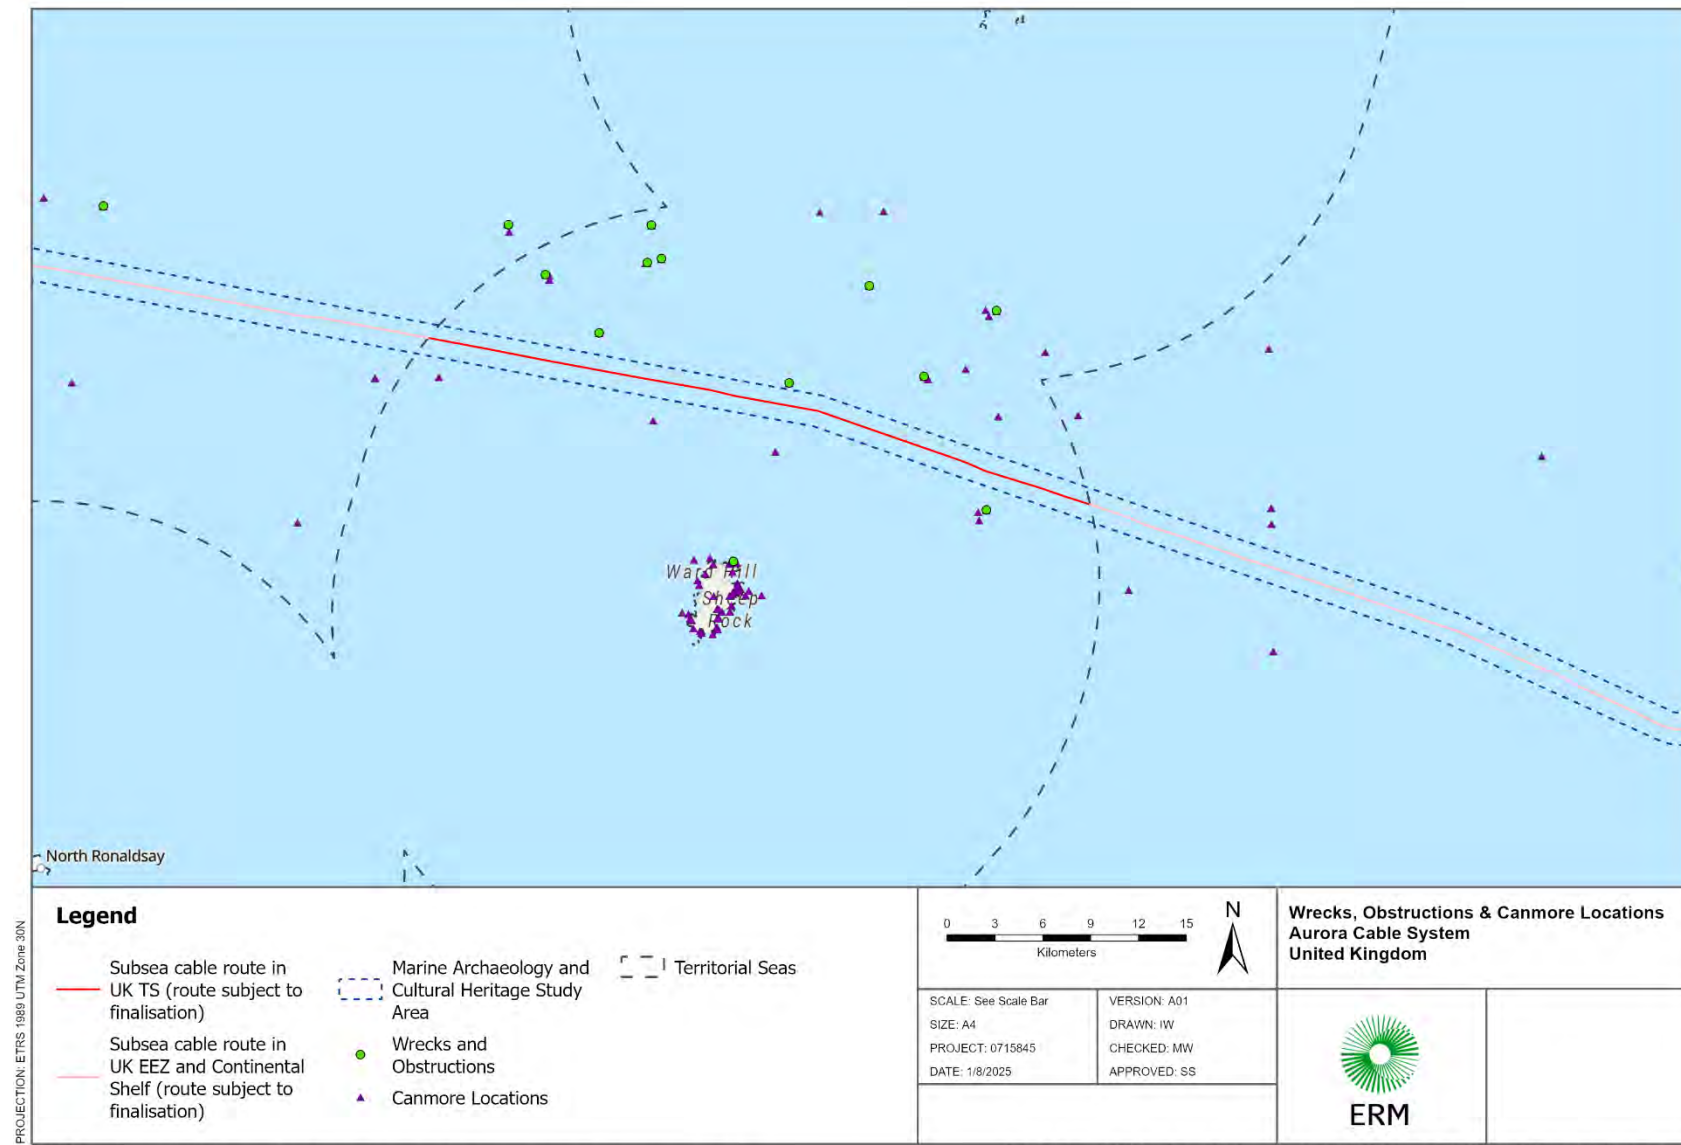 Ward Hill
Sheep
Rock
North Ronaldsay
PROJECTION: ETRS 1989 UTM Zone 30N
Legend
Subsea cable route in
UK TS (route subject to
finalisation)
Subsea cable route in
UK EEZ and Continental
Shelf (route subject to
finalisation)
Marine Archaeology and
Cultural Heritage Study
Area
Wrecks and
Obstructions
Canmore Locations
Territorial Seas
0 3 6 9 12 15
Kilometers
N
SCALE: See Scale Bar
SIZE: A4
PROJECT: 0715845
DATE: 1/8/2025
VERSION: A01
DRAWN: IW
CHECKED: MW
APPROVED: SS
Wrecks, Obstructions & Canmore Locations
Aurora Cable System
United Kingdom
ERM